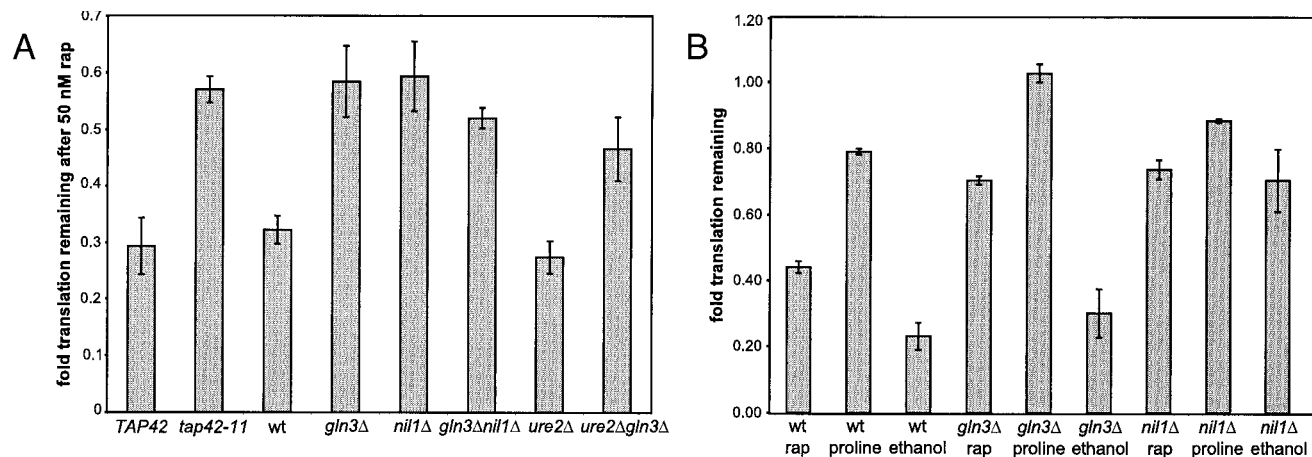 A
fold translation remaining after 50 nM rap
0.7
0.6
0.5
0.4
0.3
0.2
0.1
0
TAP42 tap42-11 wt gln3Δ nil1Δ gln3Δnil1Δ ure2Δ ure2Δgln3Δ
B
fold translation remaining
1.20
1.00
0.80
0.60
0.40
0.20
0.00
wt wt wt gln3Δ gln3Δ gln3Δ nil1Δ nil1Δ nil1Δ
rap proline ethanol rap proline ethanol rap proline ethanol